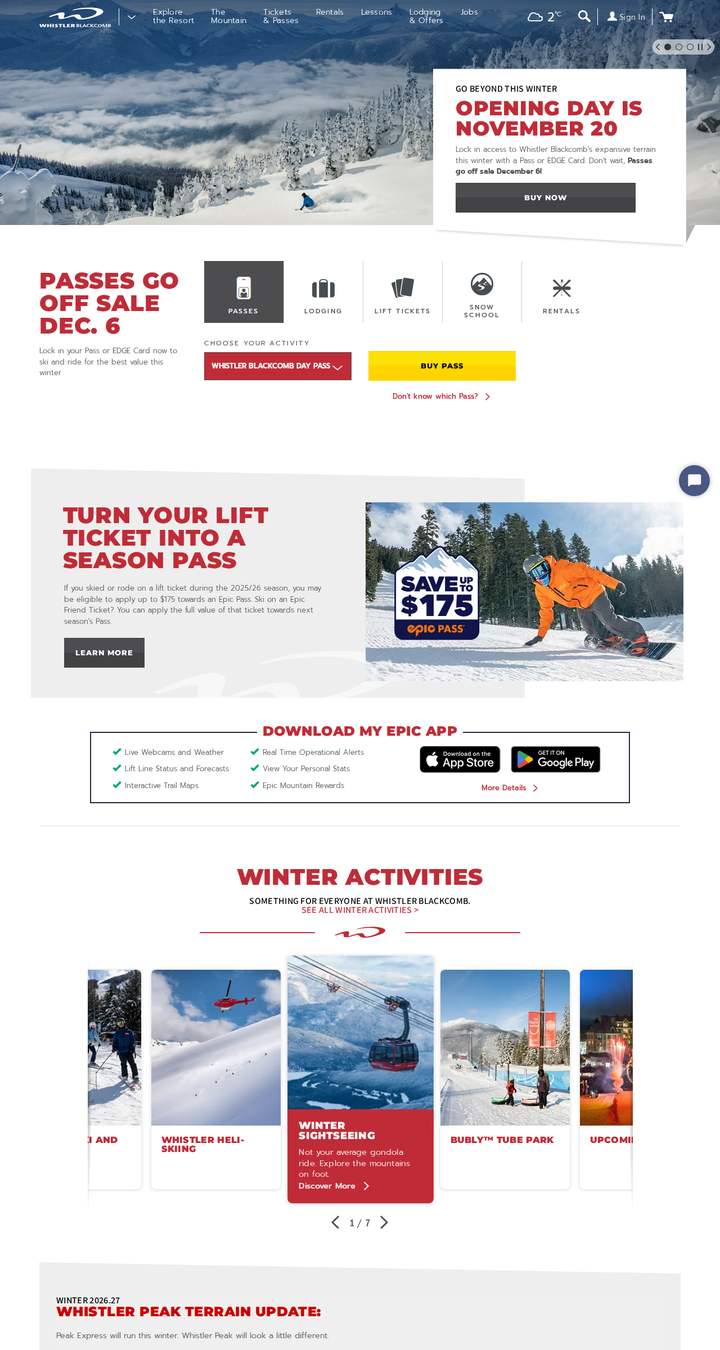 WHISTLER BLACKCOMB
Explore
the Resort
The
Mountain
Tickets
& Passes
Rentals
Lessons
Lodging
& Offers
Jobs
2°C
Sign In
GO BEYOND THIS WINTER
OPENING DAY IS
NOVEMBER 20
Lock in access to Whistler Blackcomb's expansive terrain
this winter with a Pass or EDGE Card. Don't wait, Passes
go off sale December 6!
BUY NOW
PASSES GO
OFF SALE
DEC. 6
Lock in your Pass or EDGE Card now to
ski and ride for the best value this
winter
PASSES
LODGING
LIFT TICKETS
SNOW
SCHOOL
RENTALS
CHOOSE YOUR ACTIVITY
WHISTLER BLACKCOMB DAY PASS
BUY PASS
Don't know which Pass?
TURN YOUR LIFT
TICKET INTO A
SEASON PASS
If you skied or rode on a lift ticket during the 2025/26 season, you may
be eligible to apply up to $175 towards an Epic Pass. Ski on an Epic
Friend Ticket? You can apply the full value of that ticket towards next
season's Pass.
LEARN MORE
SAVE UP TO
$175
epic PASS
DOWNLOAD MY EPIC APP
Live Webcams and Weather
Lift Line Status and Forecasts
Interactive Trail Maps
Real Time Operational Alerts
View Your Personal Stats
Epic Mountain Rewards
Download on the
App Store
GET IT ON
Google Play
More Details
WINTER ACTIVITIES
SOMETHING FOR EVERYONE AT WHISTLER BLACKCOMB.
SEE ALL WINTER ACTIVITIES >
KI AND
WHISTLER HELI-
SKIING
WINTER
SIGHTSEEING
Not your average gondola
ride. Explore the mountains
on foot.
Discover More
BUBLY™ TUBE PARK
UPCOMI
1 / 7
WINTER 2026.27
WHISTLER PEAK TERRAIN UPDATE:
Peak Express will run this winter. Whistler Peak will look a little different.